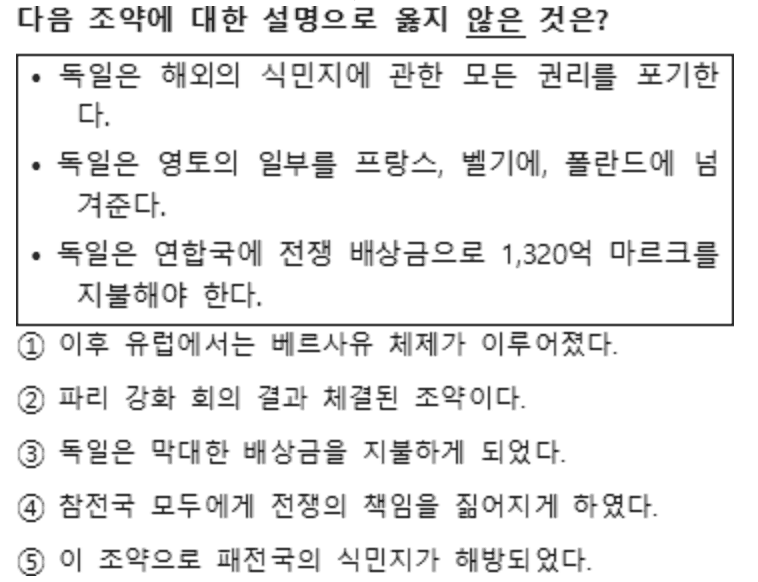 다음 조약에 대한 설명으로 옳지 않은 것은?
• 독일은 해외의 식민지에 관한 모든 권리를 포기한
다.
• 독일은 영토의 일부를 프랑스, 벨기에, 폴란드에 넘
겨준다.
• 독일은 연합국에 전쟁 배상금으로 1,320억 마르크를
지불해야 한다.
① 이후 유럽에서는 베르사유 체제가 이루어졌다.
② 파리 강화 회의 결과 체결된 조약이다.
③ 독일은 막대한 배상금을 지불하게 되었다.
④ 참전국 모두에게 전쟁의 책임을 짊어지게 하였다.
⑤ 이 조약으로 패전국의 식민지가 해방되었다.